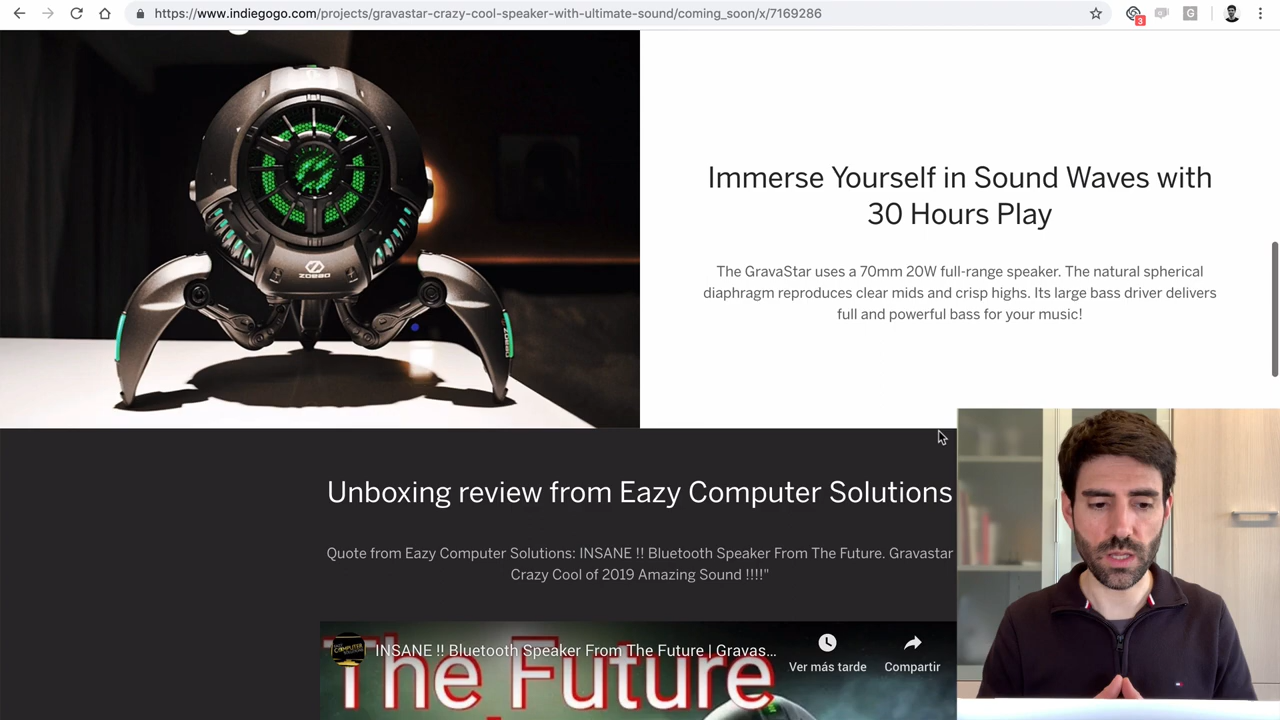 https://www.indiegogo.com/projects/gravastar-crazy-cool-speaker-with-ultimate-sound/coming_soon/x/7169286
3
G
ZOEAO
Immerse Yourself in Sound Waves with
30 Hours Play
The GravaStar uses a 70mm 20W full-range speaker. The natural spherical
diaphragm reproduces clear mids and crisp highs. Its large bass driver delivers
full and powerful bass for your music!
Unboxing review from Eazy Computer Solutions
Quote from Eazy Computer Solutions: INSANE !! Bluetooth Speaker From The Future. Gravastar
Crazy Cool of 2019 Amazing Sound !!!!"
INSANE !! Bluetooth Speaker From The Future | Gravas...
Ver más tarde
Compartir
The Future